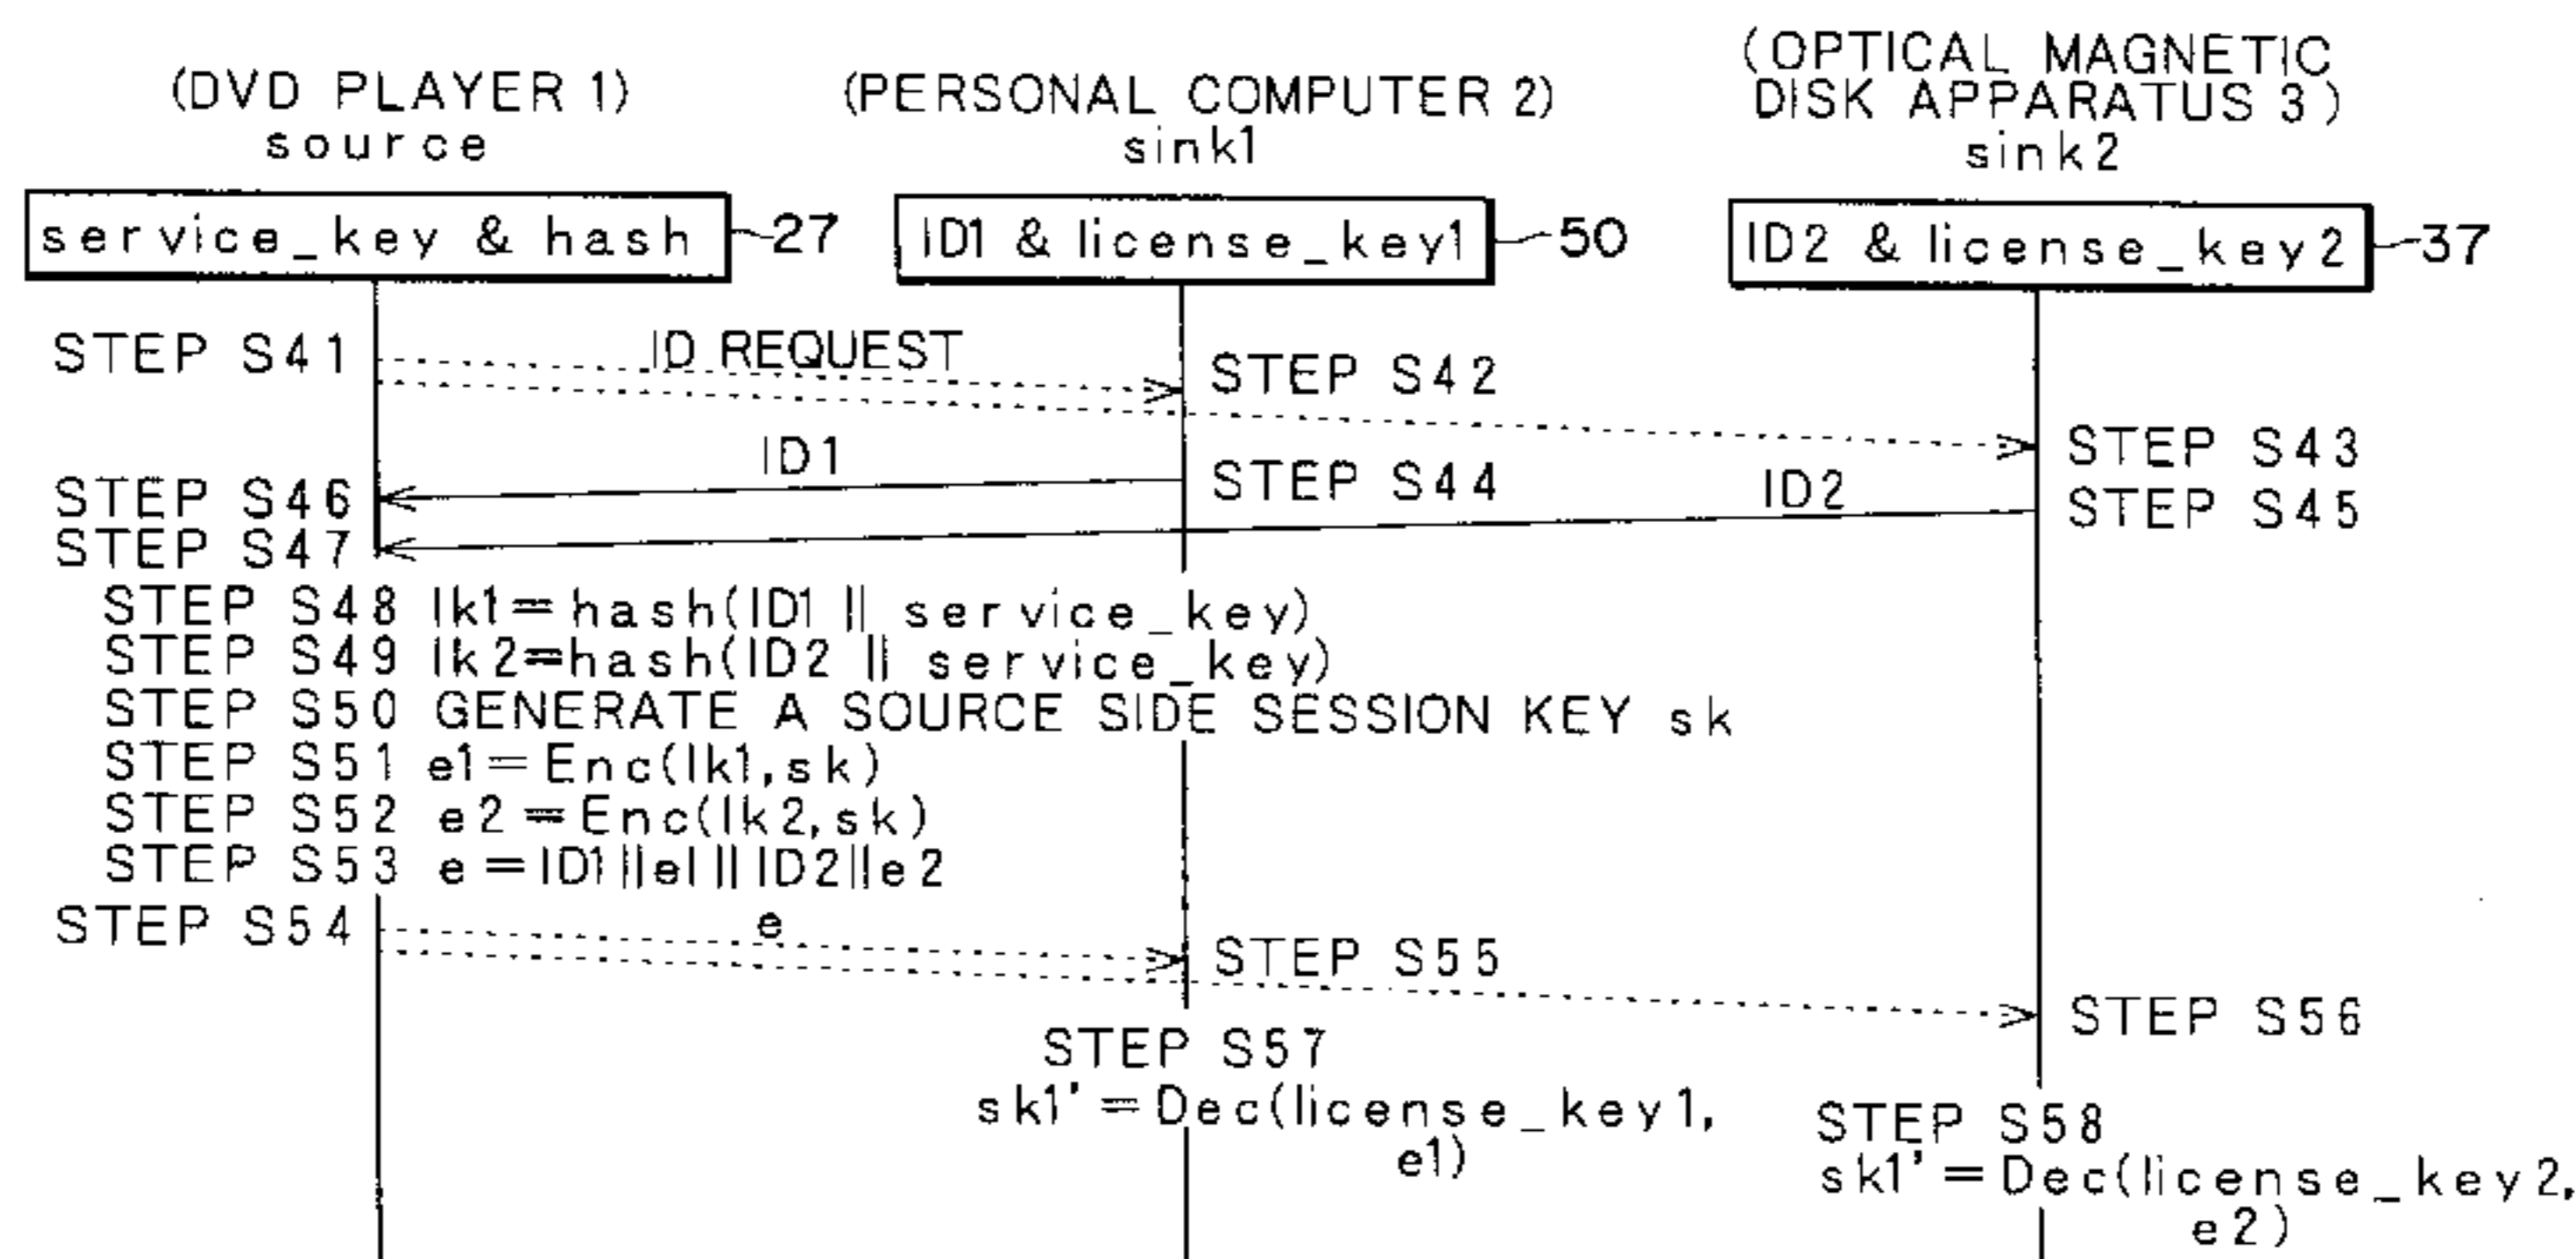 (DVD PLAYER 1)
source
(PERSONAL COMPUTER 2)
sink1
(OPTICAL MAGNETIC
DISK APPARATUS 3)
sink2
service_key & hash
27
ID1 & license_key1
50
ID2 & license_key2
37
STEP S41
ID REQUEST
STEP S42
STEP S43
ID1
STEP S44
ID2
STEP S45
STEP S46
STEP S47
STEP S48 lk1=hash(ID1 || service_key)
STEP S49 lk2=hash(ID2 || service_key)
STEP S50 GENERATE A SOURCE SIDE SESSION KEY sk
STEP S51 e1=Enc(lk1,sk)
STEP S52 e2=Enc(lk2,sk)
STEP S53 e=ID1||e1||ID2||e2
STEP S54
e
STEP S55
STEP S56
STEP S57
sk1'=Dec(license_key1,
e1)
STEP S58
sk1'=Dec(license_key2,
e2)